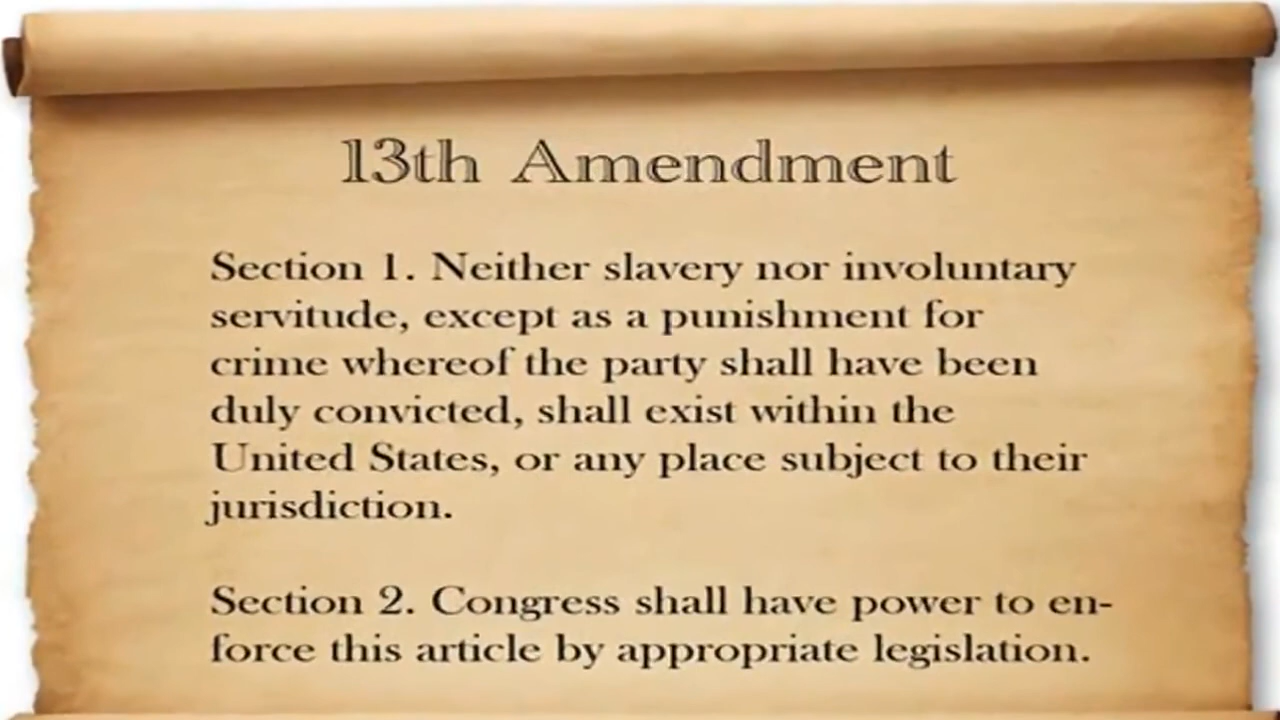 13th Amendment
Section 1. Neither slavery nor involuntary
servitude, except as a punishment for
crime whereof the party shall have been
duly convicted, shall exist within the
United States, or any place subject to their
jurisdiction.
Section 2. Congress shall have power to en-
force this article by appropriate legislation.